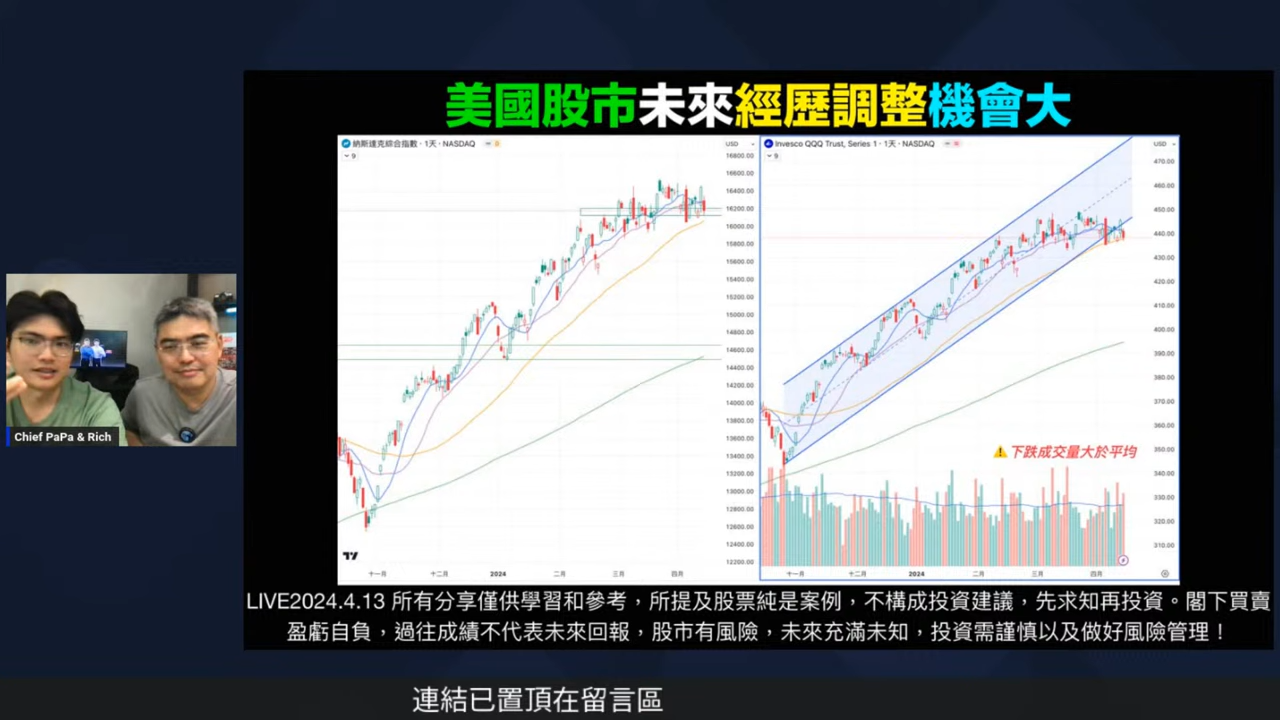 美國股市未來經歷調整機會大
納斯達克綜合指數 · 1天 · NASDAQ
USD
9
16800.00
16600.00
16400.00
16200.00
16000.00
15800.00
15600.00
15400.00
15200.00
15000.00
14800.00
14600.00
14400.00
14200.00
14000.00
13800.00
13600.00
13400.00
13200.00
13000.00
12800.00
12600.00
12400.00
12200.00
十一月
十二月
2024
二月
三月
四月
Invesco QQQ Trust, Series 1 · 1天 · NASDAQ
USD
9
470.00
460.00
450.00
440.00
430.00
420.00
410.00
400.00
390.00
380.00
370.00
360.00
350.00
340.00
330.00
320.00
310.00
下跌成交量大於平均
十一月
十二月
2024
二月
三月
四月
Chief PaPa & Rich
LIVE2024.4.13 所有分享僅供學習和參考，所提及股票純是案例，不構成投資建議，先求知再投資。閣下買賣
盈虧自負，過往成績不代表未來回報，股市有風險，未來充滿未知，投資需謹慎以及做好風險管理！
連結已置頂在留言區